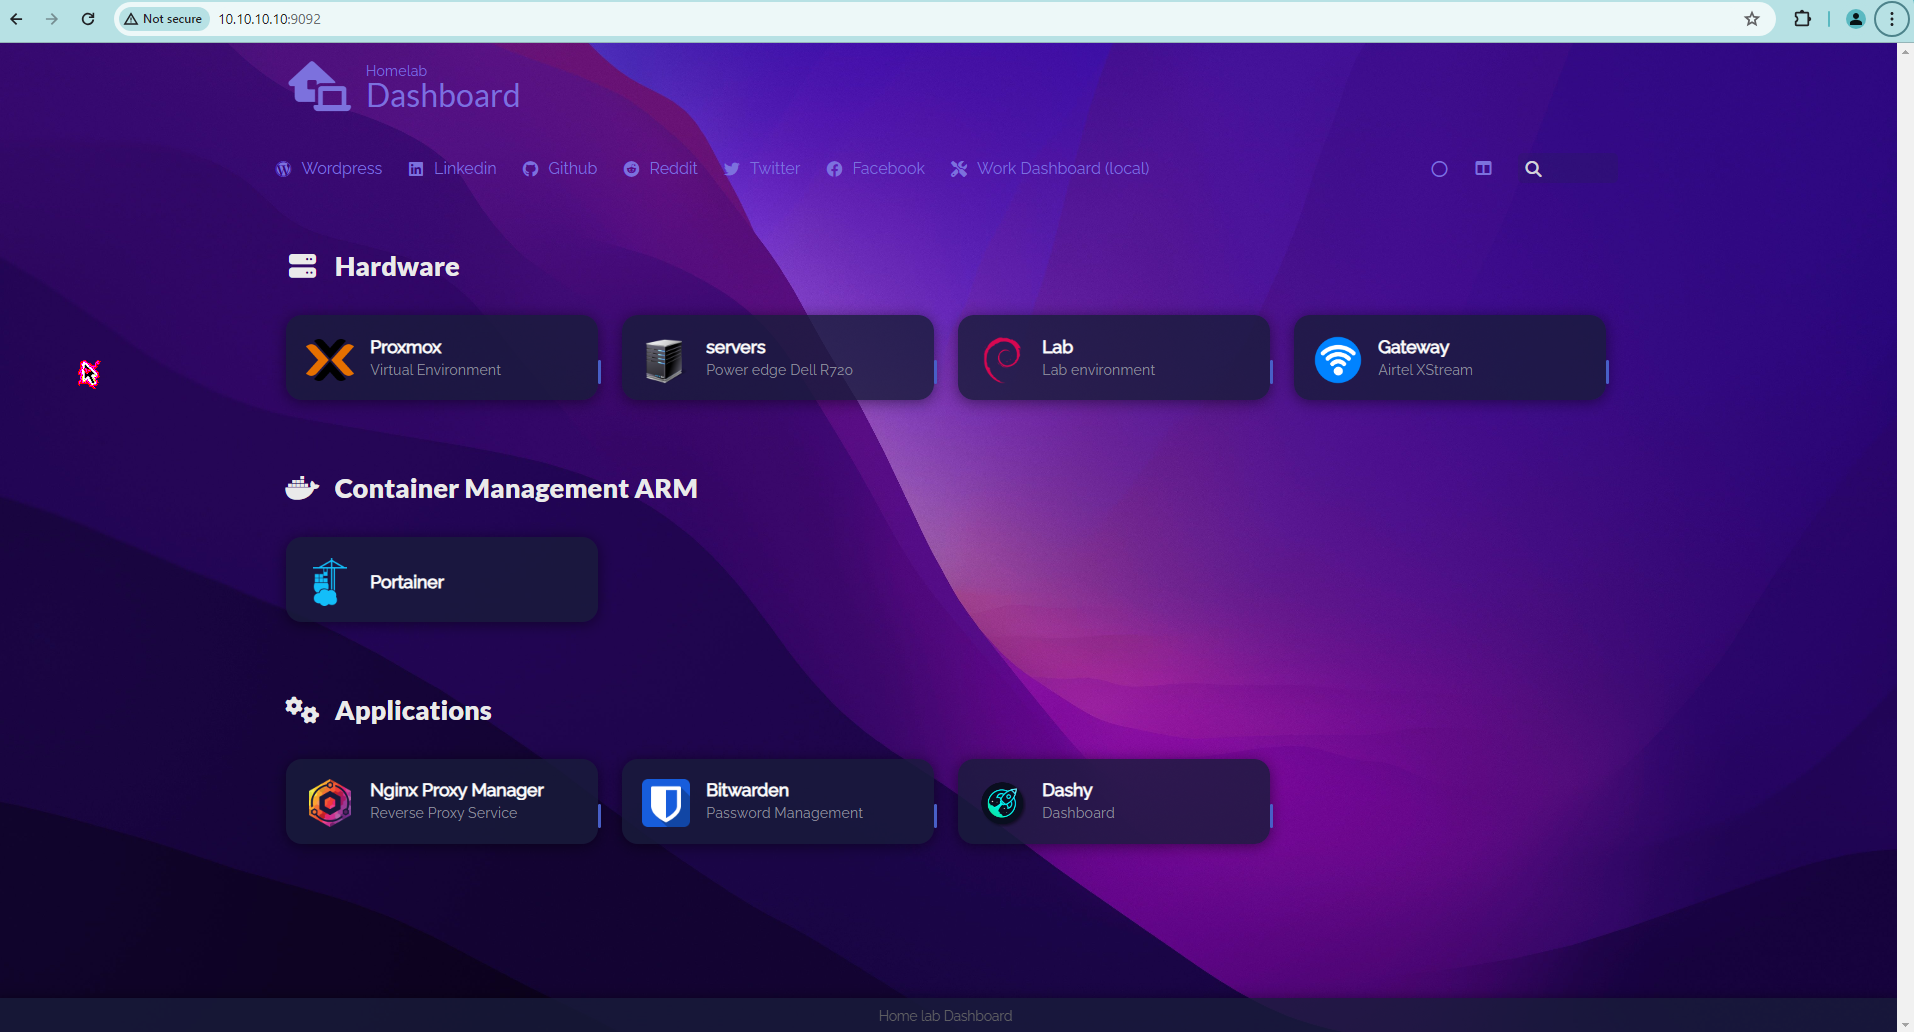 Not secure 10.10.10.10:9092
Homelab
Dashboard
Wordpress Linkedin Github Reddit Twitter Facebook Work Dashboard (local)
Hardware
Proxmox
Virtual Environment
servers
Power edge Dell R720
Lab
Lab environment
Gateway
Airtel XStream
Container Management ARM
Portainer
Applications
Nginx Proxy Manager
Reverse Proxy Service
Bitwarden
Password Management
Dashy
Dashboard
Home lab Dashboard